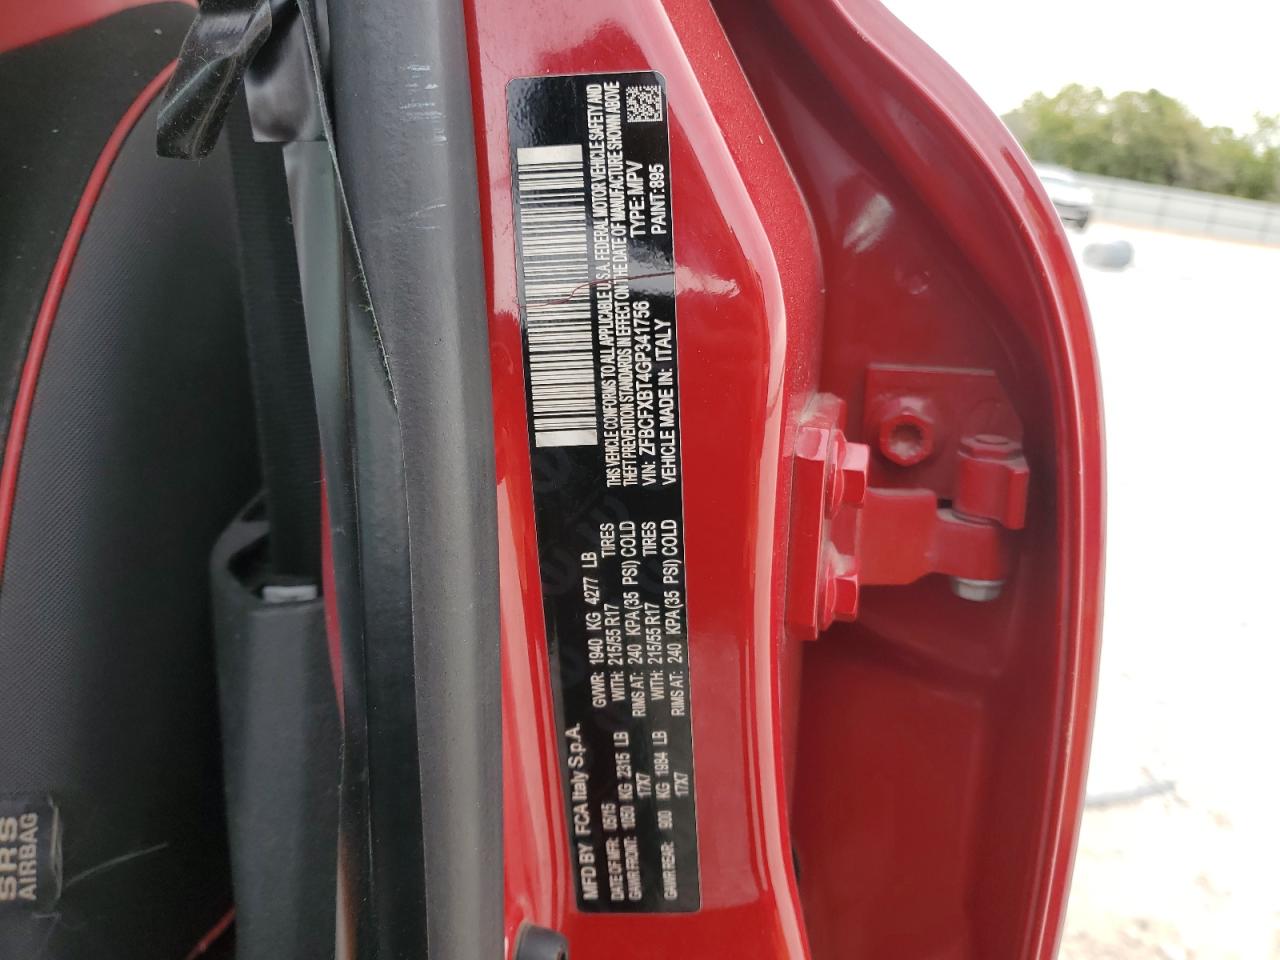 MFD BY FCA Italy S.p.A.
DATE OF MFR: 05/15 GVWR: 1940 KG 4277 LB
GAWR FRONT: 1050 KG 2315 LB WITH: 215/55 R17 TIRES
17X7 RIMS AT: 240 KPA(35 PSI) COLD
GAWR REAR: 900 KG 1984 LB WITH: 215/55 R17 TIRES
17X7 RIMS AT: 240 KPA(35 PSI) COLD
THIS VEHICLE CONFORMS TO ALL APPLICABLE U.S.A. FEDERAL MOTOR VEHICLE SAFETY AND
THEFT PREVENTION STANDARDS IN EFFECT ON THE DATE OF MANUFACTURE SHOWN ABOVE
VIN: ZFBCFXBT4GP341756 TYPE: MPV
VEHICLE MADE IN: ITALY PAINT:895
SRS
AIRBAG